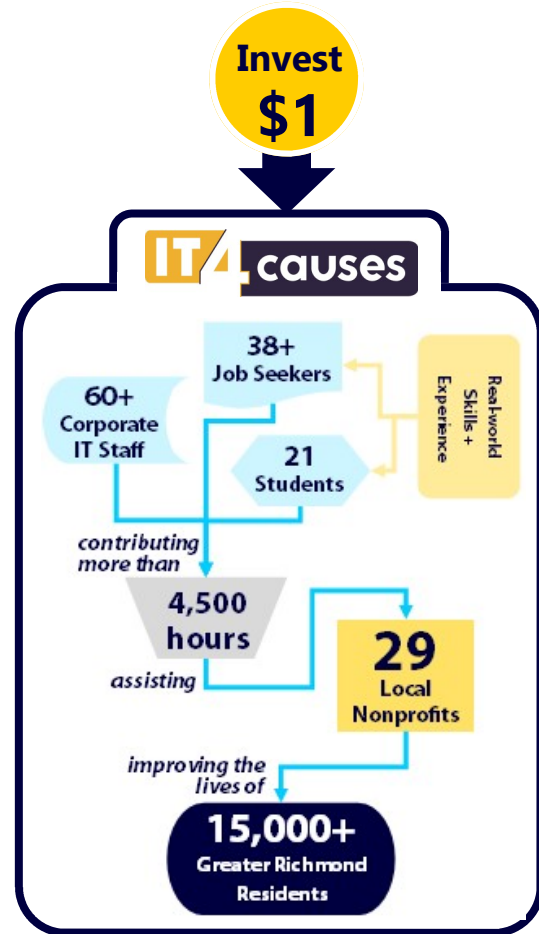 Invest
$1
IT4causes
38+
Job Seekers
60+
Corporate
IT Staff
Real-world
Skills +
Experience
21
Students
contributing
more than
4,500
hours
assisting
29
Local
Nonprofits
improving the
lives of
15,000+
Greater Richmond
Residents